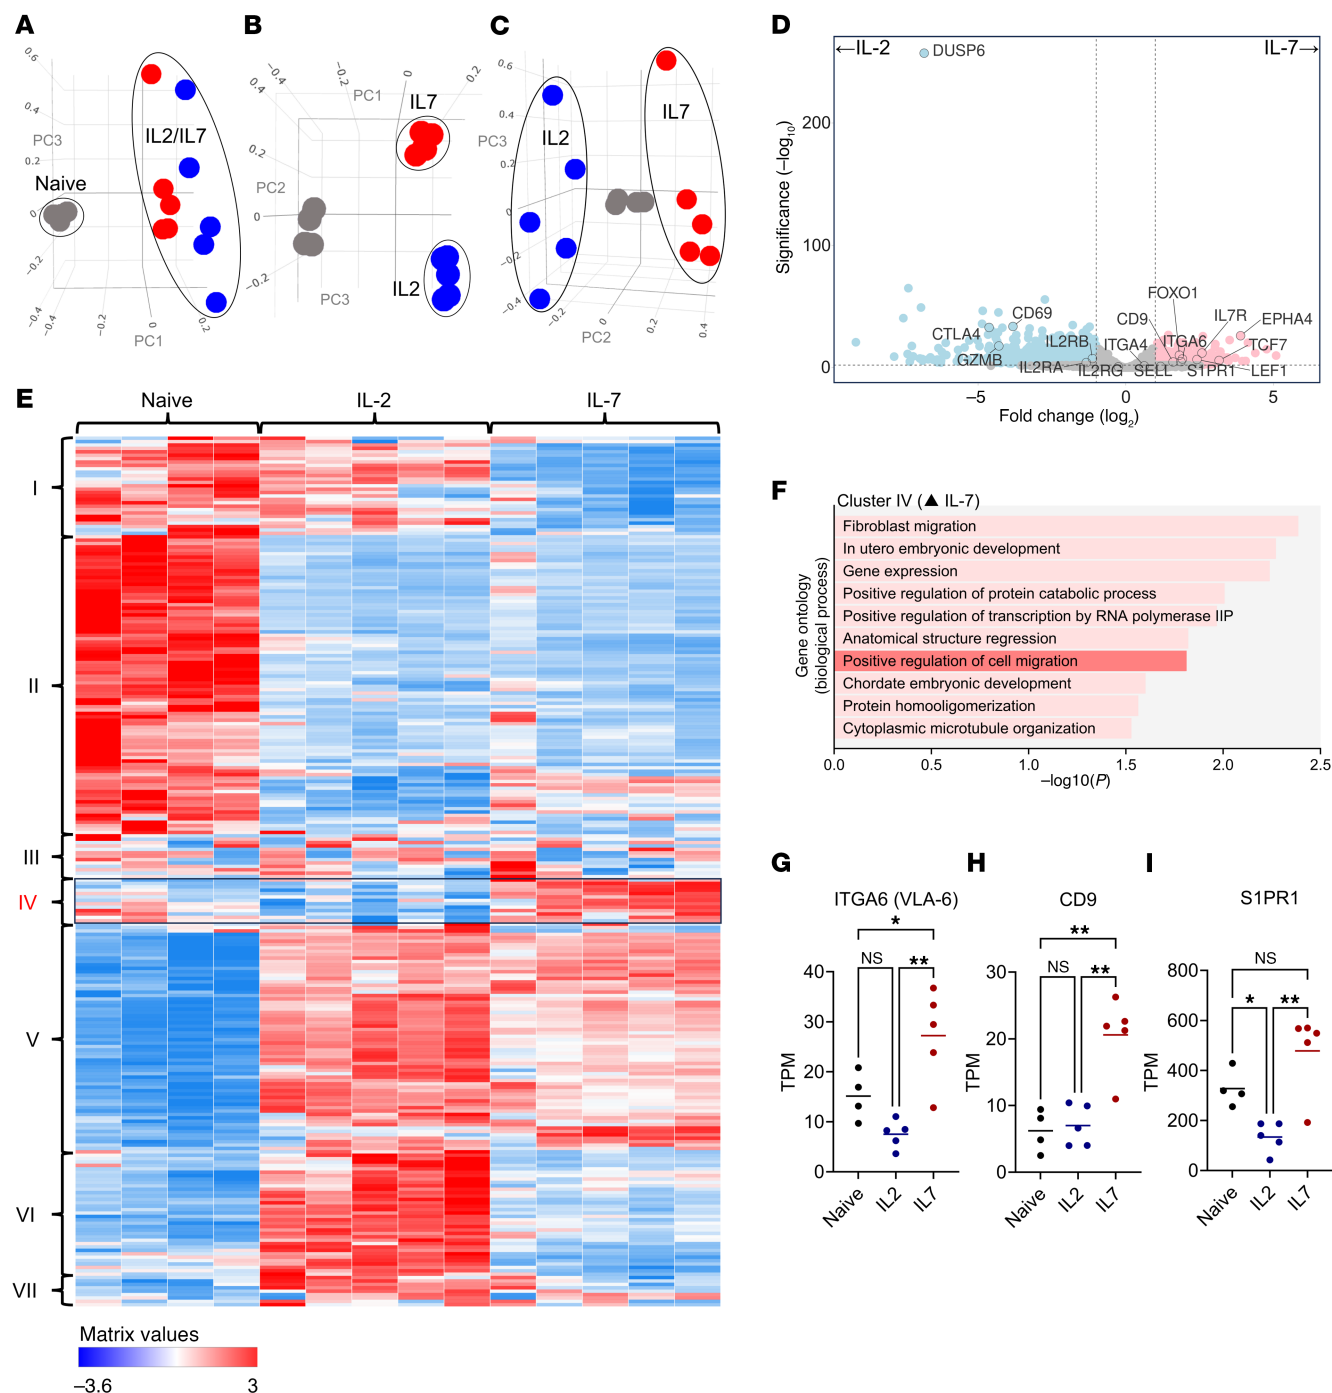 A
0.6
0.4
PC3
0.2
0
−0.2
−0.4
−0.4
−0.2
0
0.2
PC1
Naive
IL2/IL7
B
−0.4
−0.2
0
0.2
PC1
0.4
0.2
PC2
0
−0.2
PC3
IL7
IL2
C
0.6
0.4
PC3
0.2
0
−0.2
−0.4
PC2
0
0.2
0.4
IL2
IL7
D
←IL-2
IL-7→
DUSP6
Significance (−log10)
200
100
0
FOXO1
CD69
CTLA4
CD9
IL7R
EPHA4
GZMB
IL2RB
ITGA4
ITGA6
TCF7
IL2RA
IL2RG
SELL
S1PR1
LEF1
−5
0
5
Fold change (log2)
E
Naive
IL-2
IL-7
I
II
III
IV
V
VI
VII
Matrix values
−3.6
3
F
Cluster IV (▲ IL-7)
Gene ontology
(biological process)
Fibroblast migration
In utero embryonic development
Gene expression
Positive regulation of protein catabolic process
Positive regulation of transcription by RNA polymerase IIP
Anatomical structure regression
Positive regulation of cell migration
Chordate embryonic development
Protein homooligomerization
Cytoplasmic microtubule organization
0.0
0.5
1.0
1.5
2.0
2.5
−log10(P)
G
ITGA6 (VLA-6)
*
NS
**
40
30
20
10
0
TPM
Naive
IL2
IL7
H
CD9
**
NS
**
30
20
10
0
TPM
Naive
IL2
IL7
I
S1PR1
NS
*
**
800
600
400
200
0
TPM
Naive
IL2
IL7